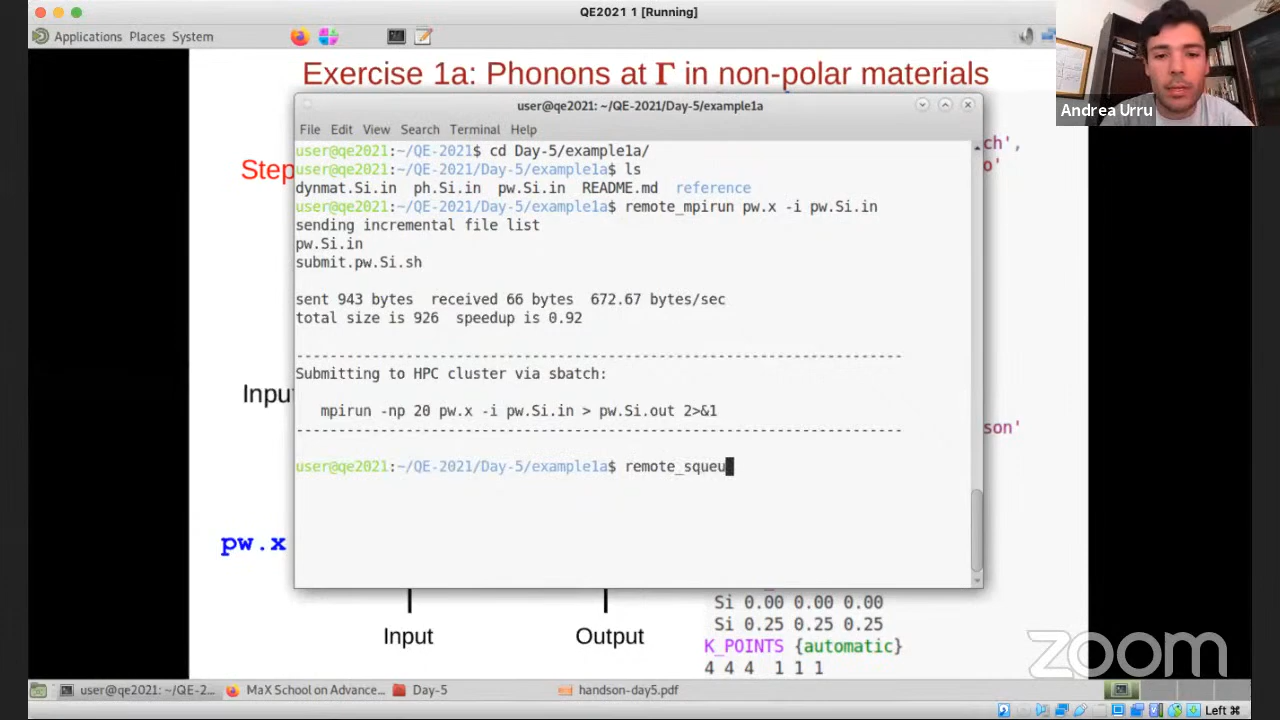 QE2021 1 [Running]
Applications Places System
Exercise 1a: Phonons at Γ in non-polar materials
Andrea Urru
user@qe2021: ~/QE-2021/Day-5/example1a
File Edit View Search Terminal Help
user@qe2021:~/QE-2021$ cd Day-5/example1a/
user@qe2021:~/QE-2021/Day-5/example1a$ ls
dynmat.Si.in ph.Si.in pw.Si.in README.md reference
user@qe2021:~/QE-2021/Day-5/example1a$ remote_mpirun pw.x -i pw.Si.in
sending incremental file list
pw.Si.in
submit.pw.Si.sh
sent 943 bytes received 66 bytes 672.67 bytes/sec
total size is 926 speedup is 0.92
--------------------------------------------------------------------------
Submitting to HPC cluster via sbatch:
mpirun -np 20 pw.x -i pw.Si.in > pw.Si.out 2>&1
--------------------------------------------------------------------------
user@qe2021:~/QE-2021/Day-5/example1a$ remote_squeu
Step
ch',
o'
Input
son'
pw.x
Input
Output
Si 0.00 0.00 0.00
Si 0.25 0.25 0.25
K_POINTS {automatic}
4 4 4 1 1 1
zoom
user@qe2021: ~/QE-2...
MaX School on Advance...
Day-5
handson-day5.pdf
Left ⌘